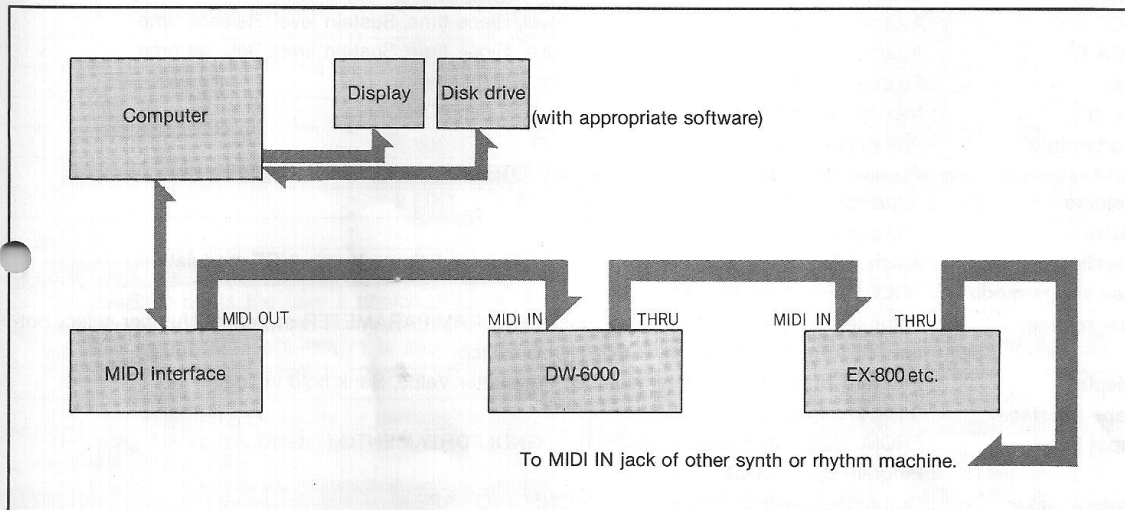 Computer
Display
Disk drive
(with appropriate software)
MIDI OUT
MIDI IN
THRU
MIDI IN
THRU
MIDI interface
DW-6000
EX-800 etc.
To MIDI IN jack of other synth or rhythm machine.